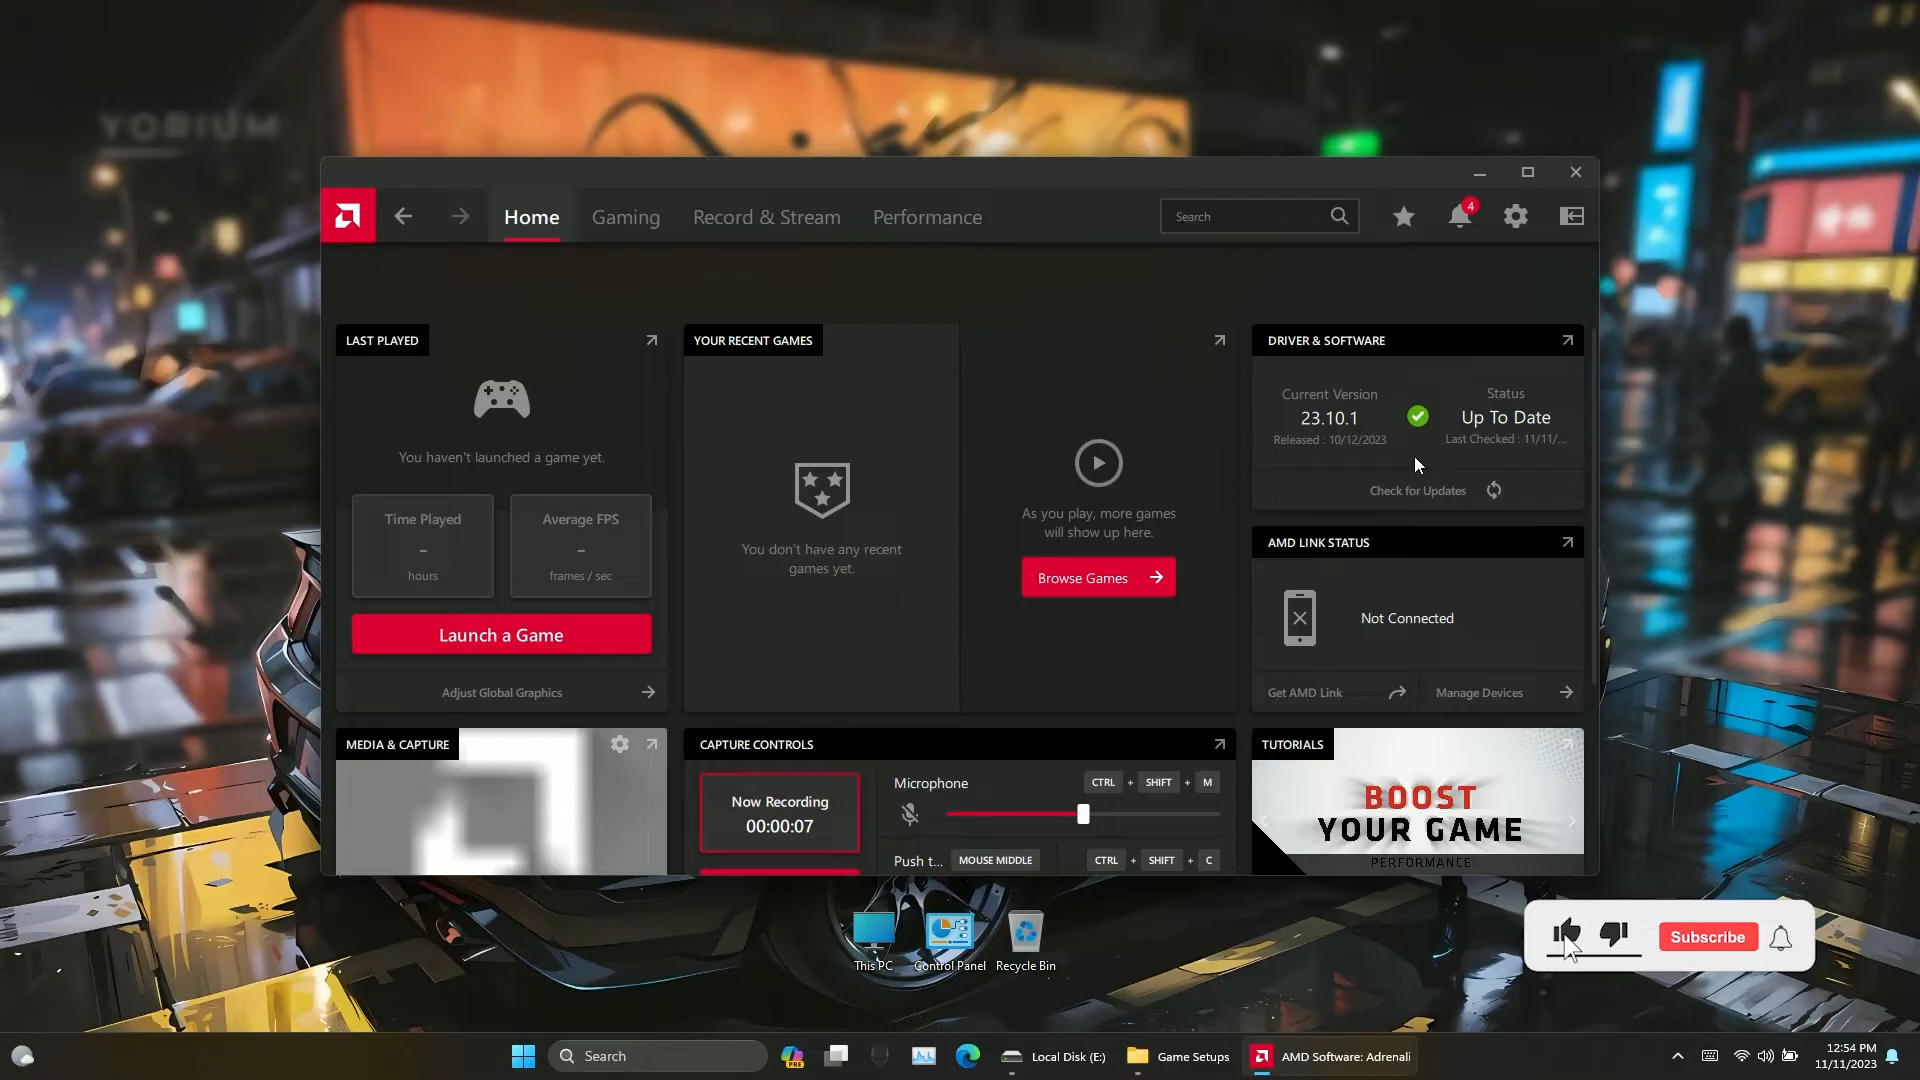 YORIUM
Home
Gaming
Record & Stream
Performance
Search
4
LAST PLAYED
You haven't launched a game yet.
Time Played
-
hours
Average FPS
-
frames / sec
Launch a Game
Adjust Global Graphics
YOUR RECENT GAMES
You don't have any recent
games yet.
As you play, more games
will show up here.
Browse Games
DRIVER & SOFTWARE
Current Version
23.10.1
Released : 10/12/2023
Status
Up To Date
Last Checked : 11/11/...
Check for Updates
AMD LINK STATUS
Not Connected
Get AMD Link
Manage Devices
MEDIA & CAPTURE
CAPTURE CONTROLS
Now Recording
00:00:07
Microphone
CTRL + SHIFT + M
Push t...
MOUSE MIDDLE
CTRL + SHIFT + C
TUTORIALS
BOOST
YOUR GAME
PERFORMANCE
This PC
Control Panel
Recycle Bin
Subscribe
Search
PRE
Local Disk (E:)
Game Setups
AMD Software: Adrenali
12:54 PM
11/11/2023